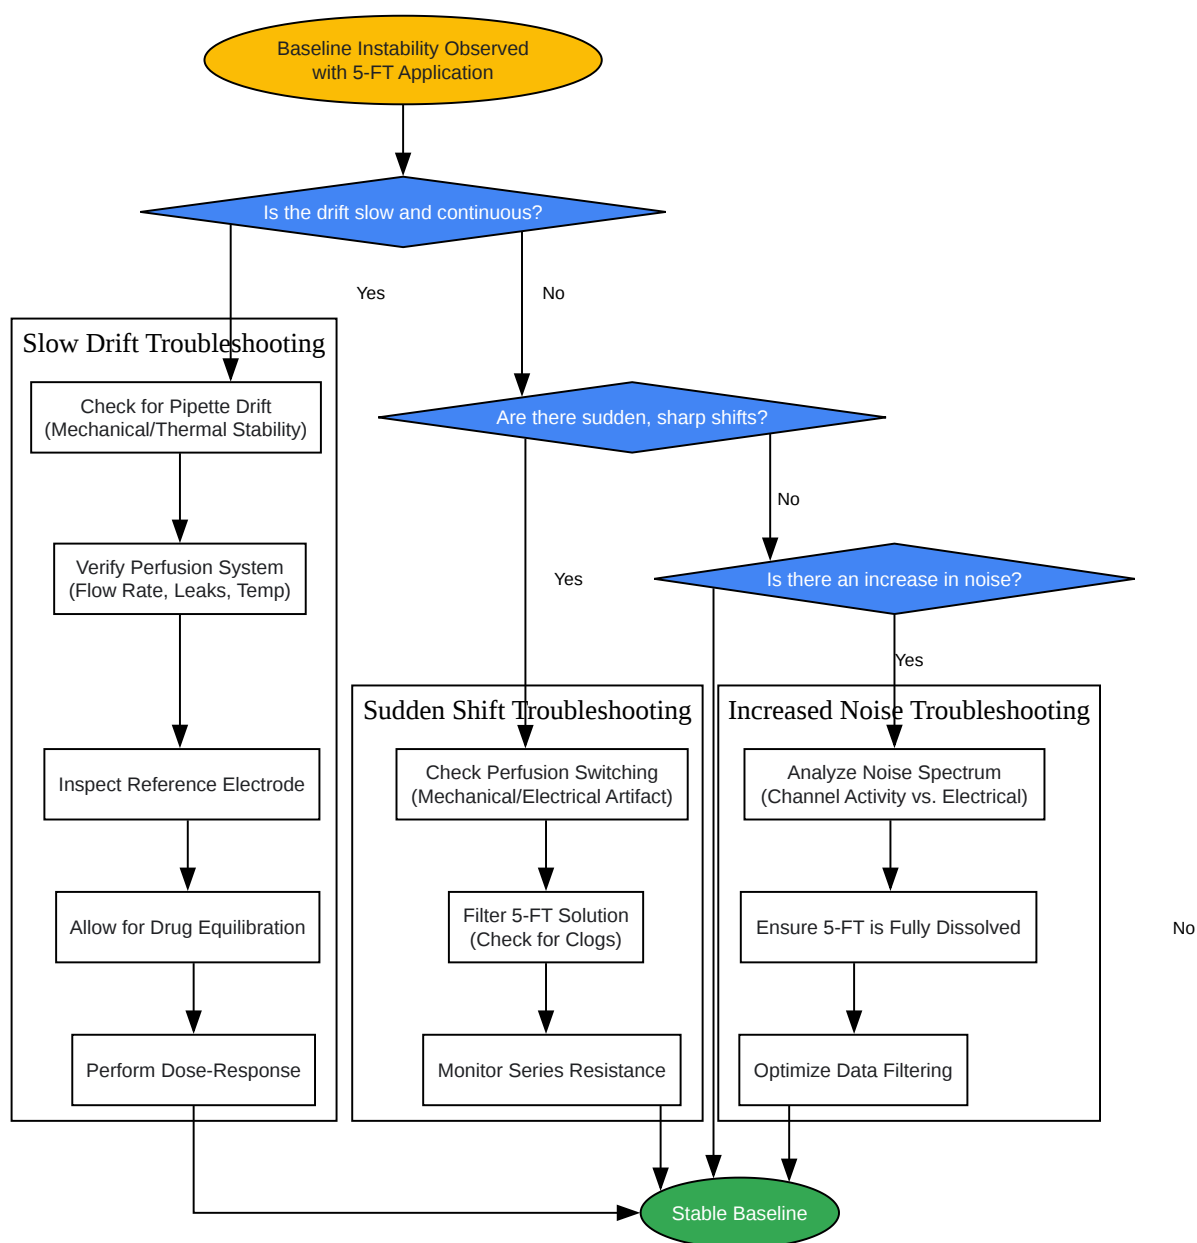 Baseline Instability Observed
with 5-FT Application
Is the drift slow and continuous?
Yes
No
Slow Drift Troubleshooting
Check for Pipette Drift
(Mechanical/Thermal Stability)
Are there sudden, sharp shifts?
No
Verify Perfusion System
(Flow Rate, Leaks, Temp)
Yes
Is there an increase in noise?
Yes
Sudden Shift Troubleshooting
Increased Noise Troubleshooting
Inspect Reference Electrode
Check Perfusion Switching
(Mechanical/Electrical Artifact)
Analyze Noise Spectrum
(Channel Activity vs. Electrical)
Allow for Drug Equilibration
Filter 5-FT Solution
(Check for Clogs)
Ensure 5-FT is Fully Dissolved
No
Perform Dose-Response
Monitor Series Resistance
Optimize Data Filtering
Stable Baseline